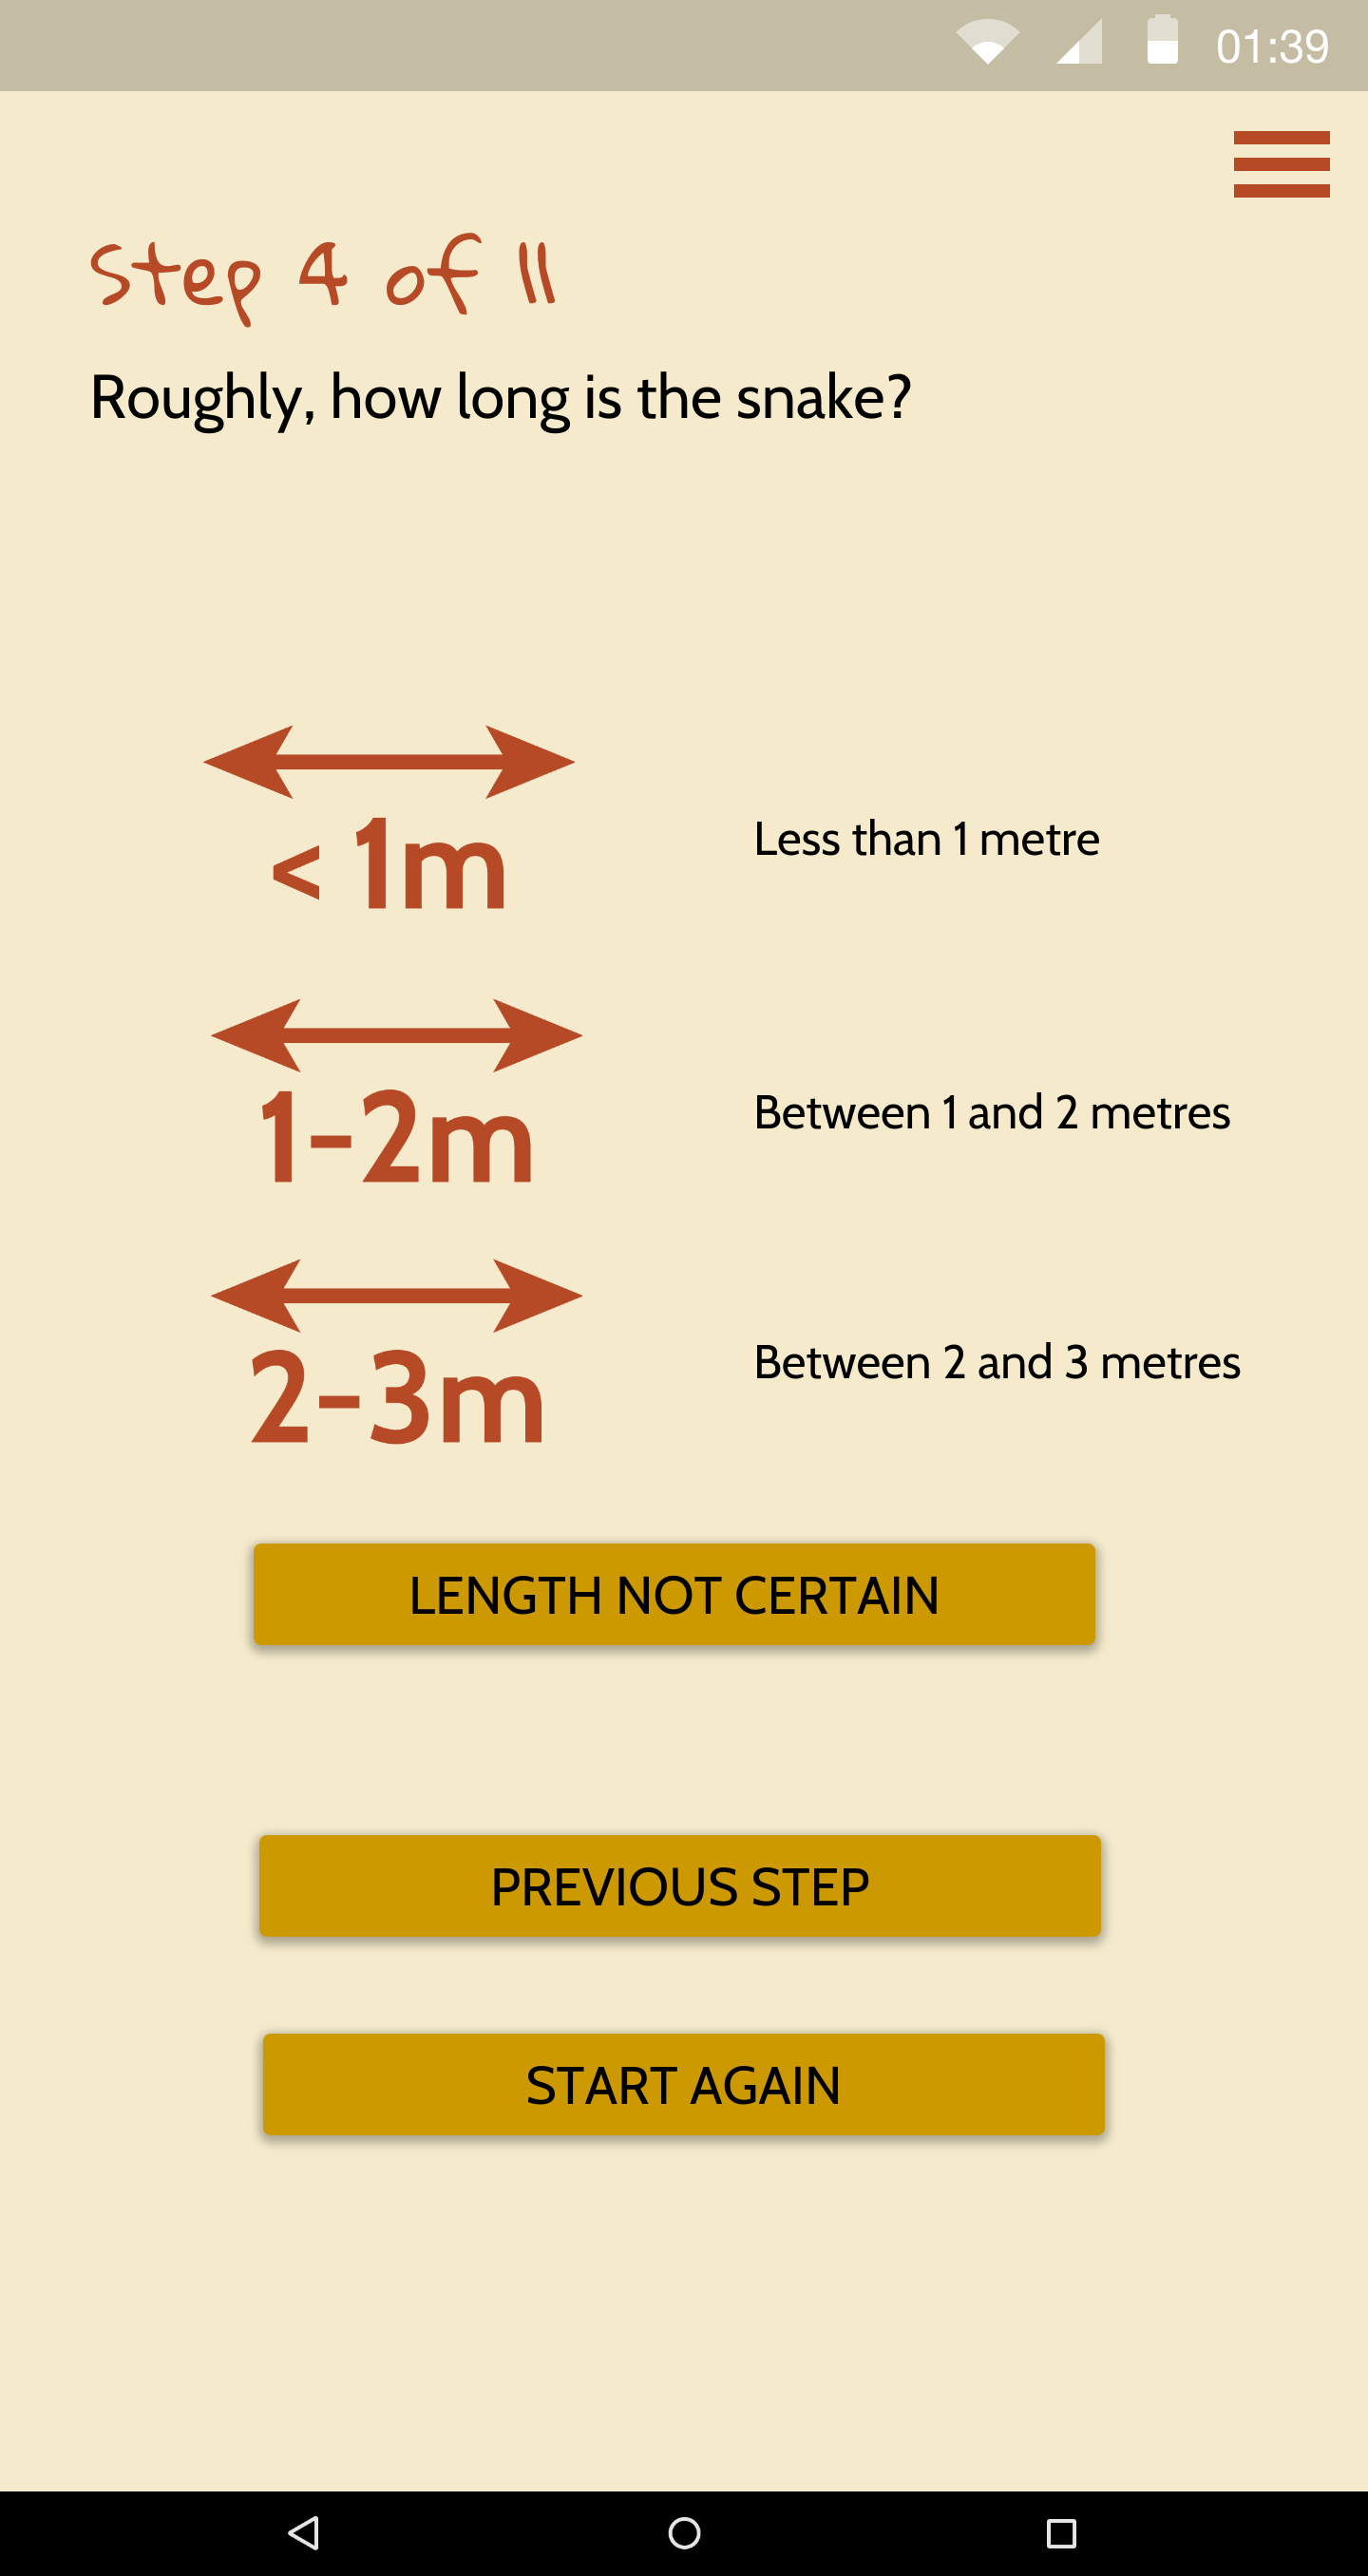 01:39
Step 4 of 11
Roughly, how long is the snake?
< 1m
Less than 1 metre
1-2m
Between 1 and 2 metres
2-3m
Between 2 and 3 metres
LENGTH NOT CERTAIN
PREVIOUS STEP
START AGAIN